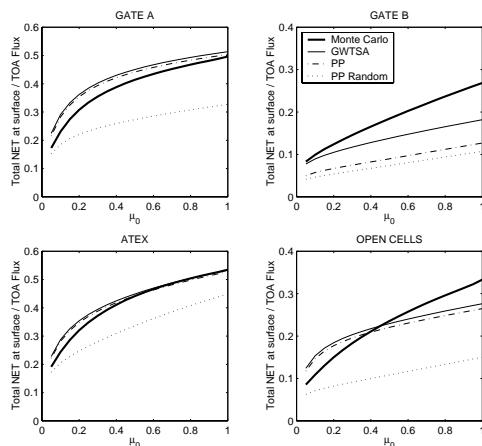 GATE A
Total NET at surface / TOA Flux
0.6
0.5
0.4
0.3
0.2
0.1
0
0 0.2 0.4 0.6 0.8 1
μ0
GATE B
Total NET at surface / TOA Flux
0.4
0.3
0.2
0.1
0
0 0.2 0.4 0.6 0.8 1
μ0
Monte Carlo
GWTSA
PP
PP Random
ATEX
Total NET at surface / TOA Flux
0.6
0.5
0.4
0.3
0.2
0.1
0
0 0.2 0.4 0.6 0.8 1
μ0
OPEN CELLS
Total NET at surface / TOA Flux
0.4
0.3
0.2
0.1
0
0 0.2 0.4 0.6 0.8 1
μ0